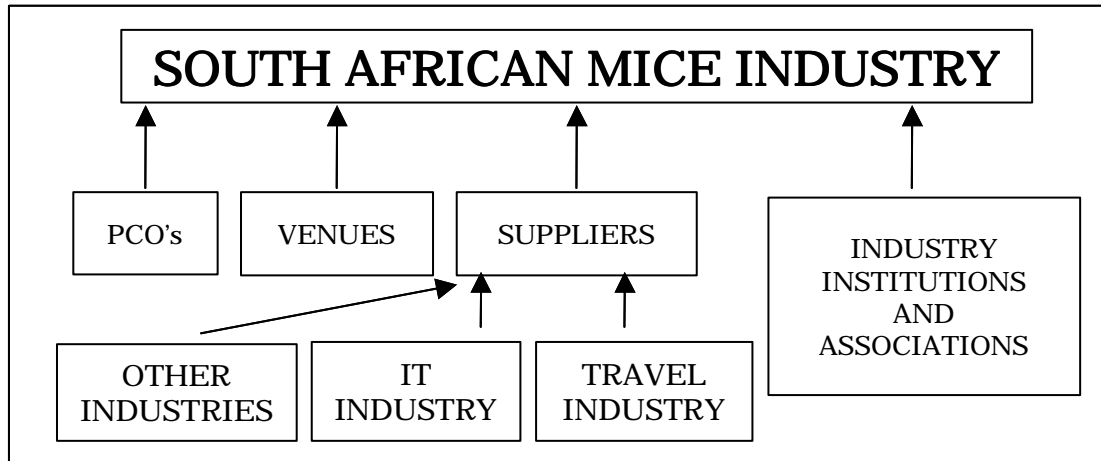 SOUTH AFRICAN MICE INDUSTRY
PCO's
VENUES
SUPPLIERS
INDUSTRY
INSTITUTIONS
AND
ASSOCIATIONS
OTHER
INDUSTRIES
IT
INDUSTRY
TRAVEL
INDUSTRY